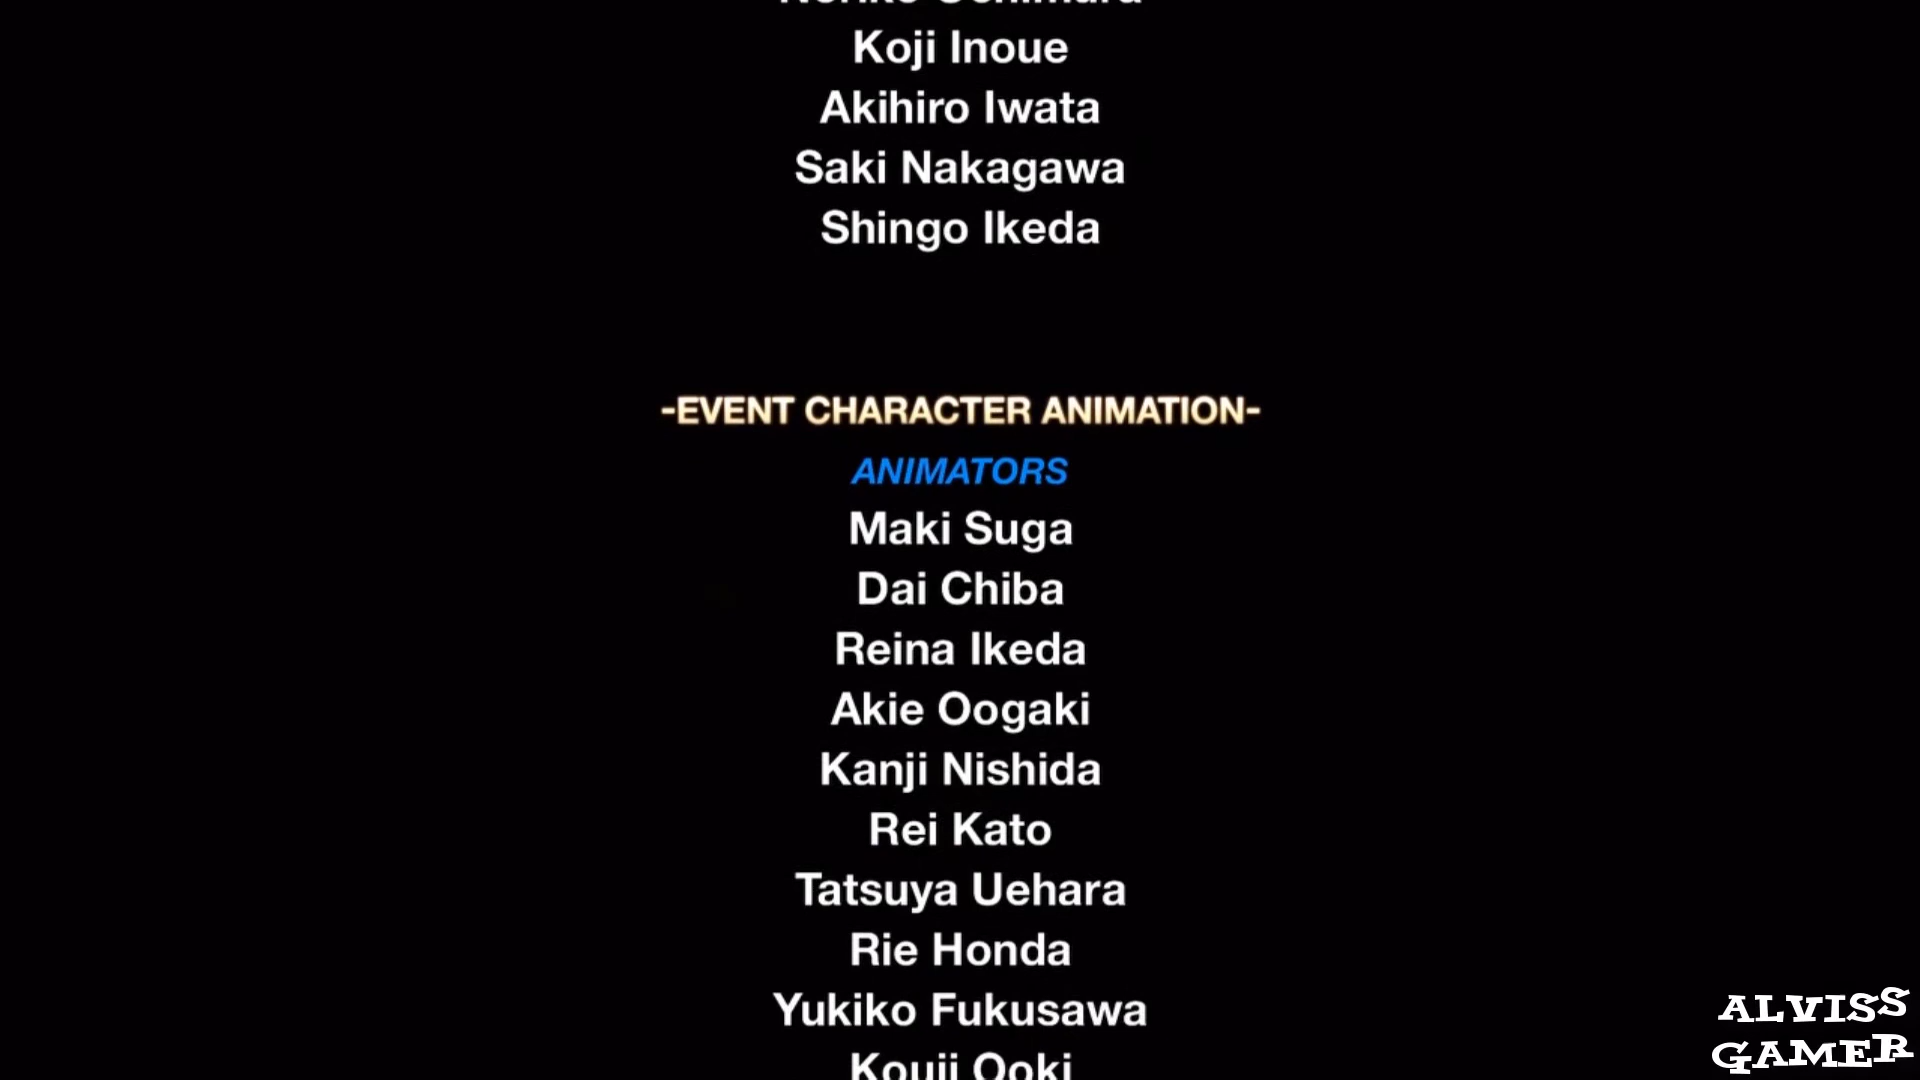 Koji Inoue
Akihiro Iwata
Saki Nakagawa
Shingo Ikeda
-EVENT CHARACTER ANIMATION-
ANIMATORS
Maki Suga
Dai Chiba
Reina Ikeda
Akie Oogaki
Kanji Nishida
Rei Kato
Tatsuya Uehara
Rie Honda
Yukiko Fukusawa
Kouji Ooki
ALVISS
GAMER